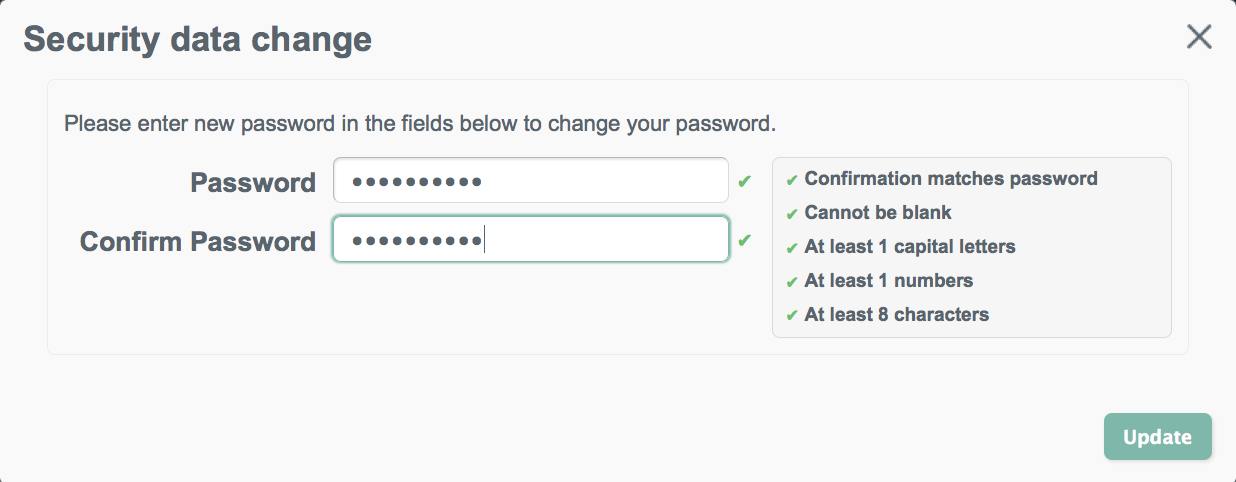 Security data change
Please enter new password in the fields below to change your password.
Password ••••••••••
Confirm Password ••••••••••
✔ Confirmation matches password
✔ Cannot be blank
✔ At least 1 capital letters
✔ At least 1 numbers
✔ At least 8 characters
Update